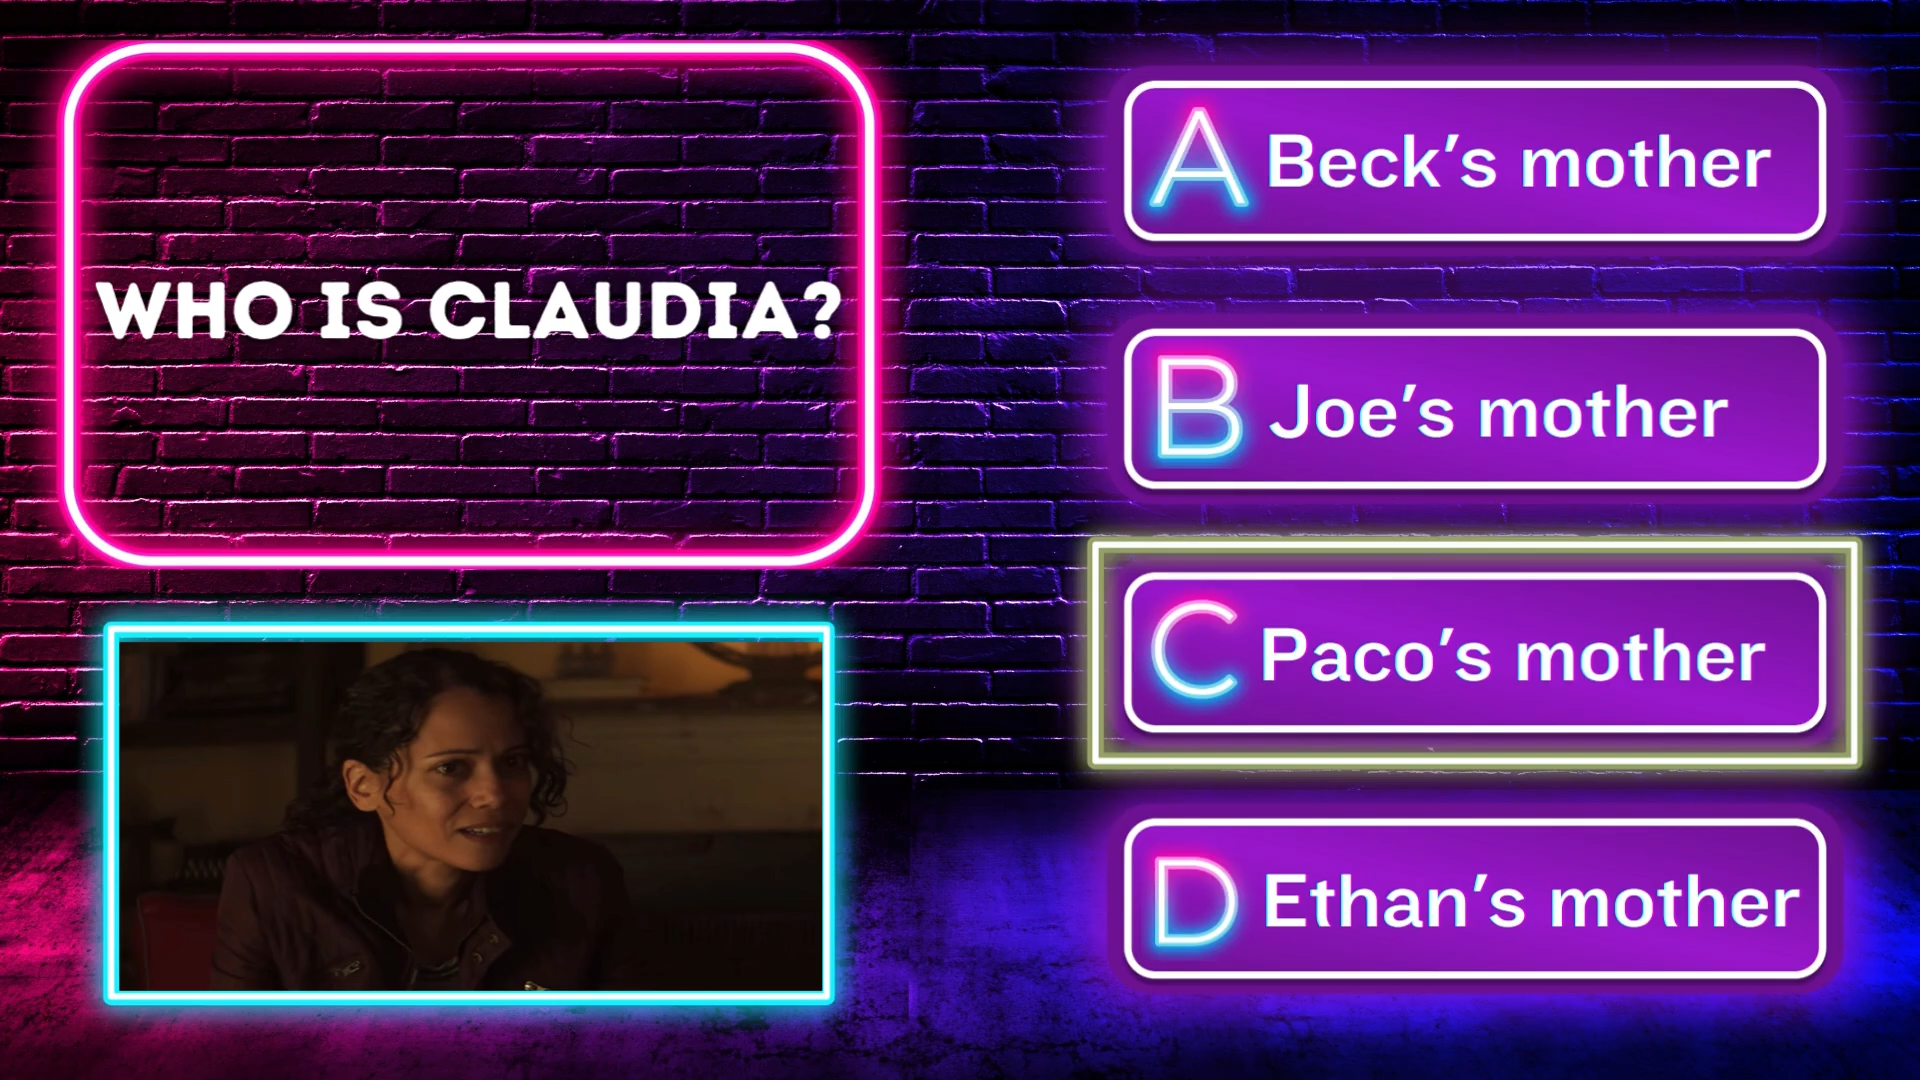 WHO IS CLAUDIA?
A Beck's mother
B Joe's mother
C Paco's mother
D Ethan's mother